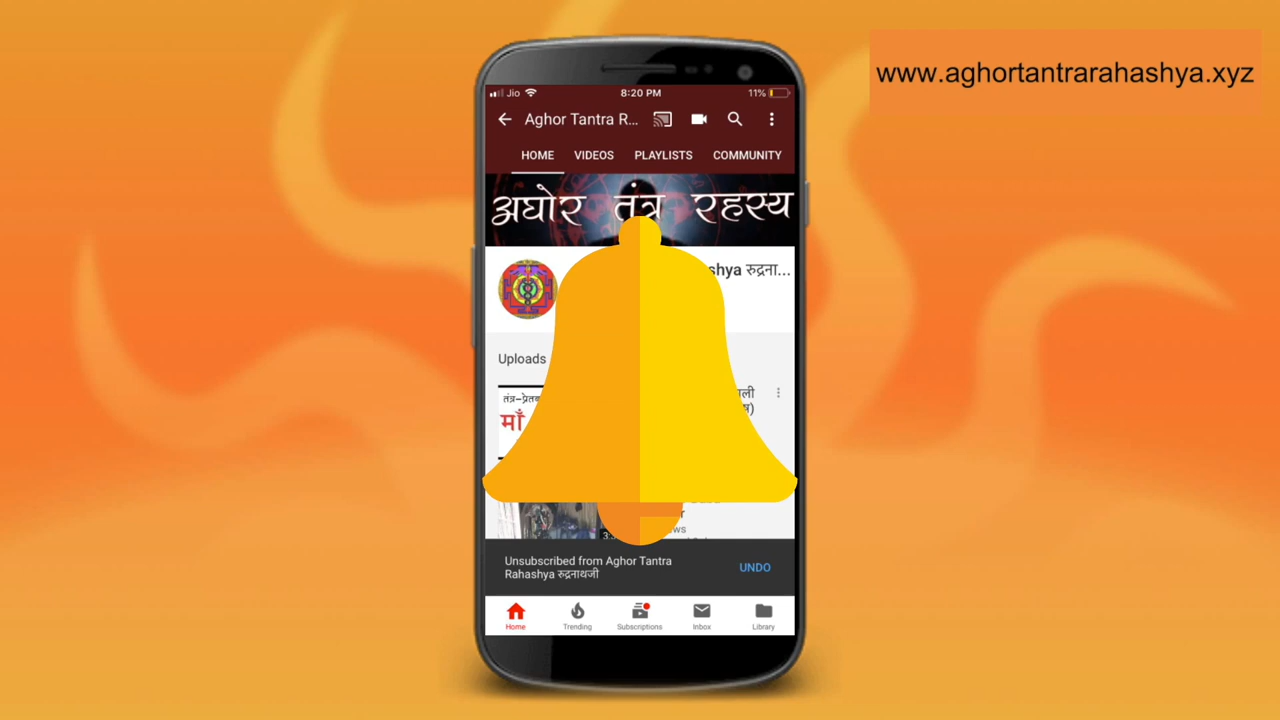 www.aghortantrarahashya.xyz
Jio 8:20 PM 11%
Aghor Tantra R...
HOME VIDEOS PLAYLISTS COMMUNITY
अघोर तंत्र रहस्य
रुद्रना...
Uploads
तंत्र-प्रेतब
माँ
Unsubscribed from Aghor Tantra
Rahashya रुद्रनाथजी
UNDO
Home Trending Subscriptions Inbox Library